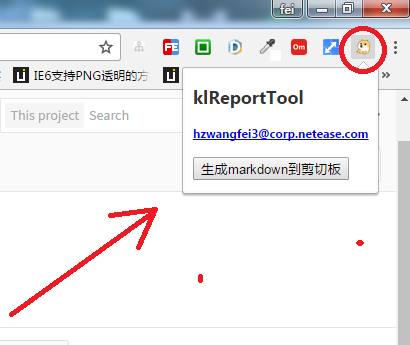 fei
FE
D
Om
IE6支持PNG透明的方
IE6
This project
Search
klReportTool
hzwangfei3@corp.netease.com
生成markdown到剪切板